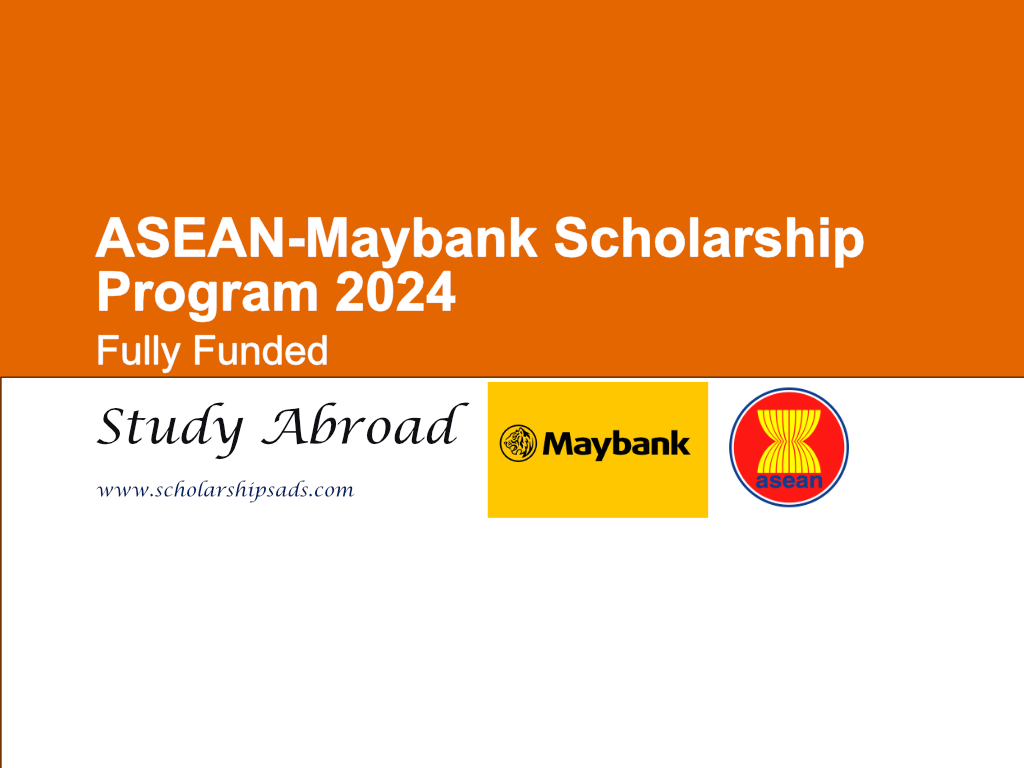 ASEAN-Maybank Scholarship
Program 2024
Fully Funded
Study Abroad
www.scholarshipsads.com
Maybank
asean